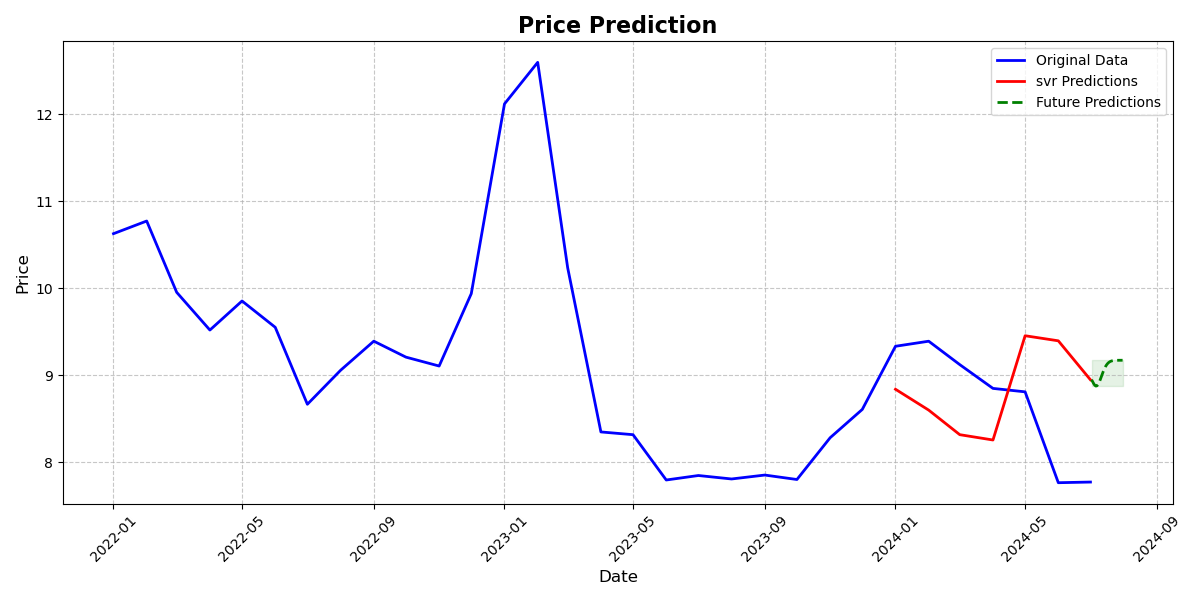 Price Prediction
Original Data
svr Predictions
Future Predictions
Price
12
11
10
9
8
2022-01
2022-05
2022-09
2023-01
2023-05
2023-09
2024-01
2024-05
2024-09
Date